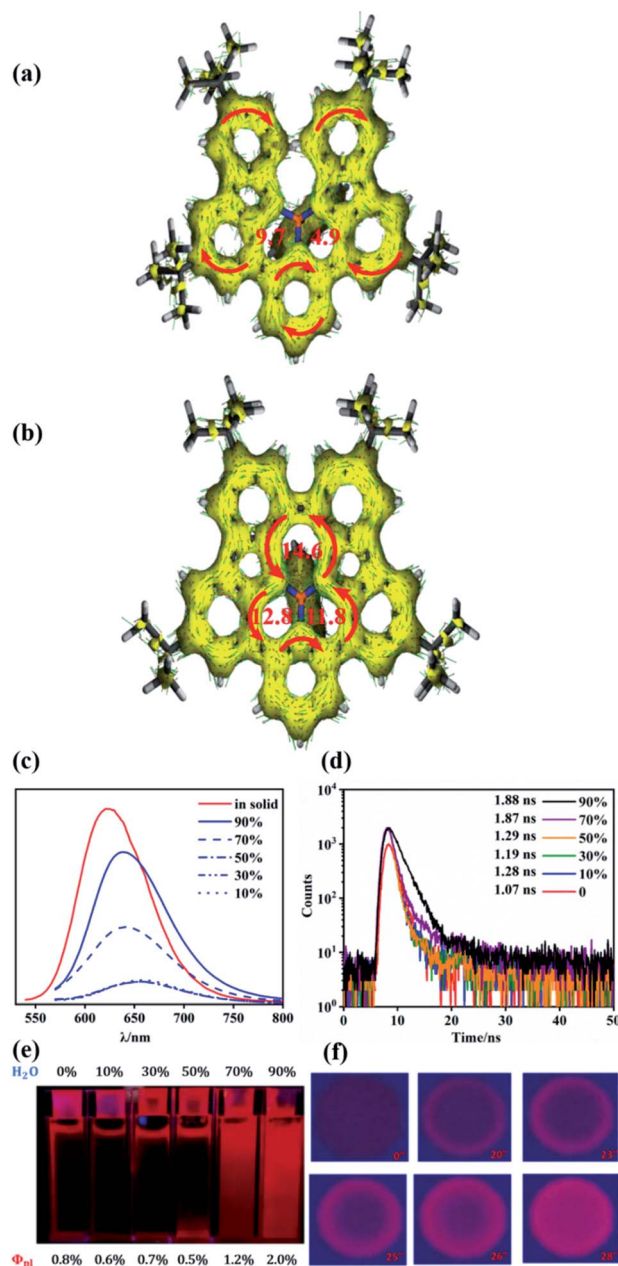 (a)
9.7 4.9
(b)
14.6
12.8 11.8
(c)
in solid
90%
70%
50%
30%
10%
550 600 650 700 750 800
λ/nm
(d)
10⁴
10³
10²
10¹
10⁰
Counts
1.88 ns 90%
1.87 ns 70%
1.29 ns 50%
1.19 ns 30%
1.28 ns 10%
1.07 ns 0
0 10 20 30 40 50
Time/ns
(e)
H₂O 0% 10% 30% 50% 70% 90%
Φpl 0.8% 0.6% 0.7% 0.5% 1.2% 2.0%
(f)
0" 20" 23"
25" 26" 28"